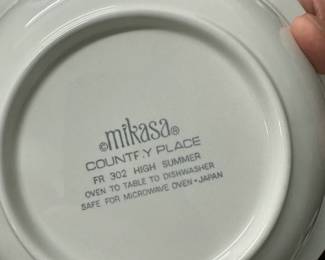 ©mikasa®
COUNTRY PLACE
FR 302 HIGH SUMMER
OVEN TO TABLE TO DISHWASHER
SAFE FOR MICROWAVE OVEN • JAPAN